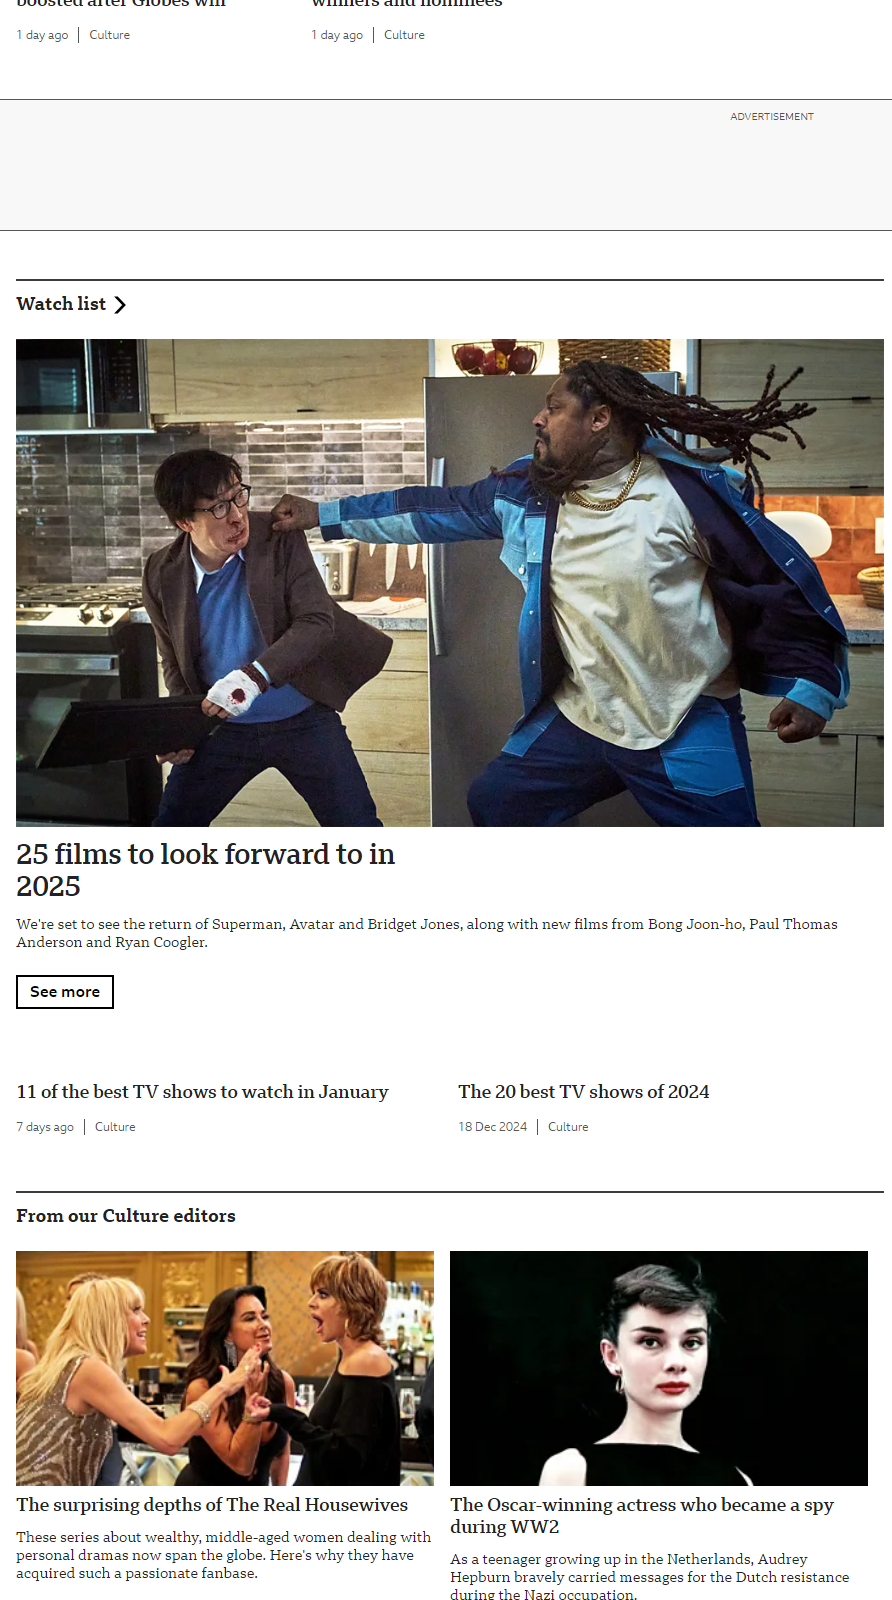 boosted after Globes win
winners and nominees
1 day ago Culture
1 day ago Culture
ADVERTISEMENT
Watch list
25 films to look forward to in
2025
We're set to see the return of Superman, Avatar and Bridget Jones, along with new films from Bong Joon-ho, Paul Thomas
Anderson and Ryan Coogler.
See more
11 of the best TV shows to watch in January
7 days ago Culture
The 20 best TV shows of 2024
18 Dec 2024 Culture
From our Culture editors
The surprising depths of The Real Housewives
These series about wealthy, middle-aged women dealing with
personal dramas now span the globe. Here's why they have
acquired such a passionate fanbase.
The Oscar-winning actress who became a spy
during WW2
As a teenager growing up in the Netherlands, Audrey
Hepburn bravely carried messages for the Dutch resistance
during the Nazi occupation.